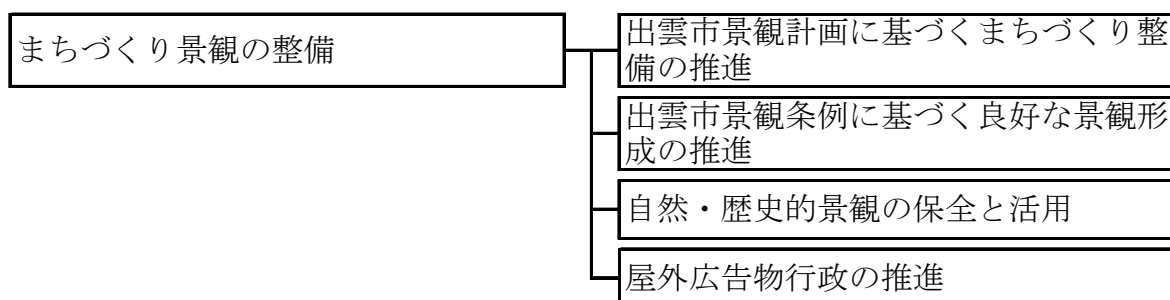 まちづくり景観の整備
出雲市景観計画に基づくまちづくり整
備の推進
出雲市景観条例に基づく良好な景観形
成の推進
自然・歴史的景観の保全と活用
屋外広告物行政の推進